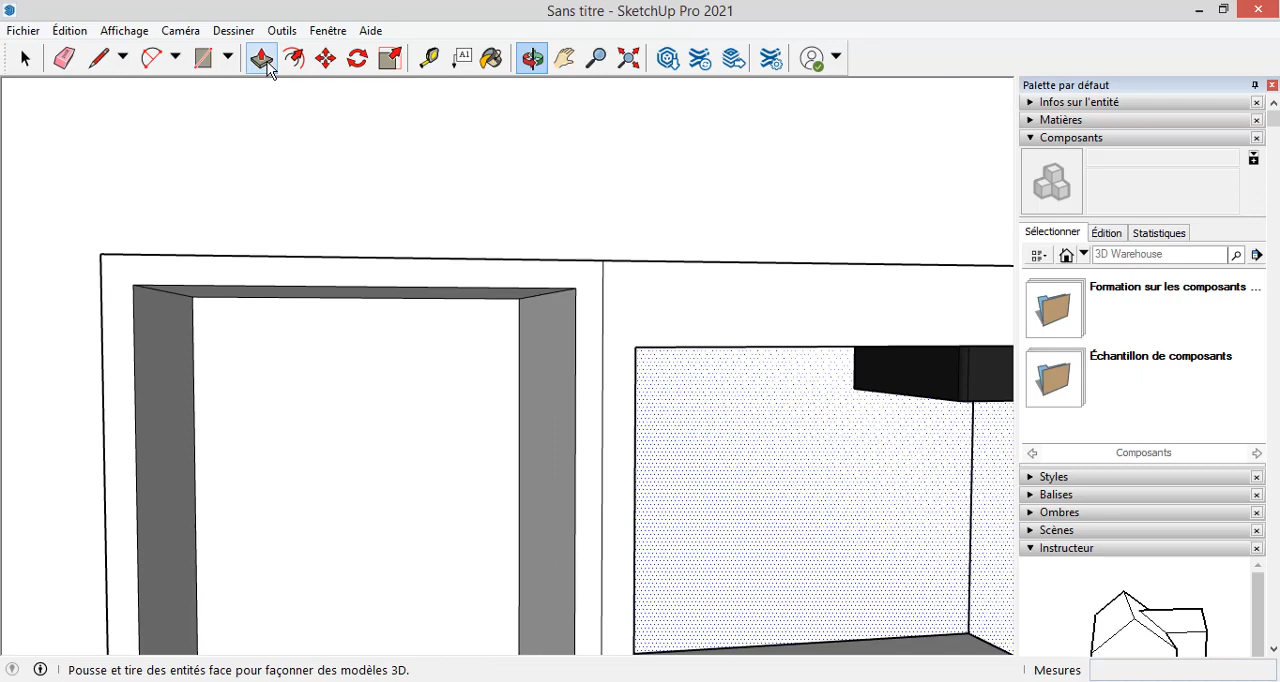 Sans titre - SketchUp Pro 2021
Fichier Édition Affichage Caméra Dessiner Outils Fenêtre Aide
A1
Palette par défaut
Infos sur l'entité
Matières
Composants
Sélectionner Édition Statistiques
3D Warehouse
Formation sur les composants ...
Échantillon de composants
Composants
Styles
Balises
Ombres
Scènes
Instructeur
Pousse et tire des entités face pour façonner des modèles 3D.
Mesures